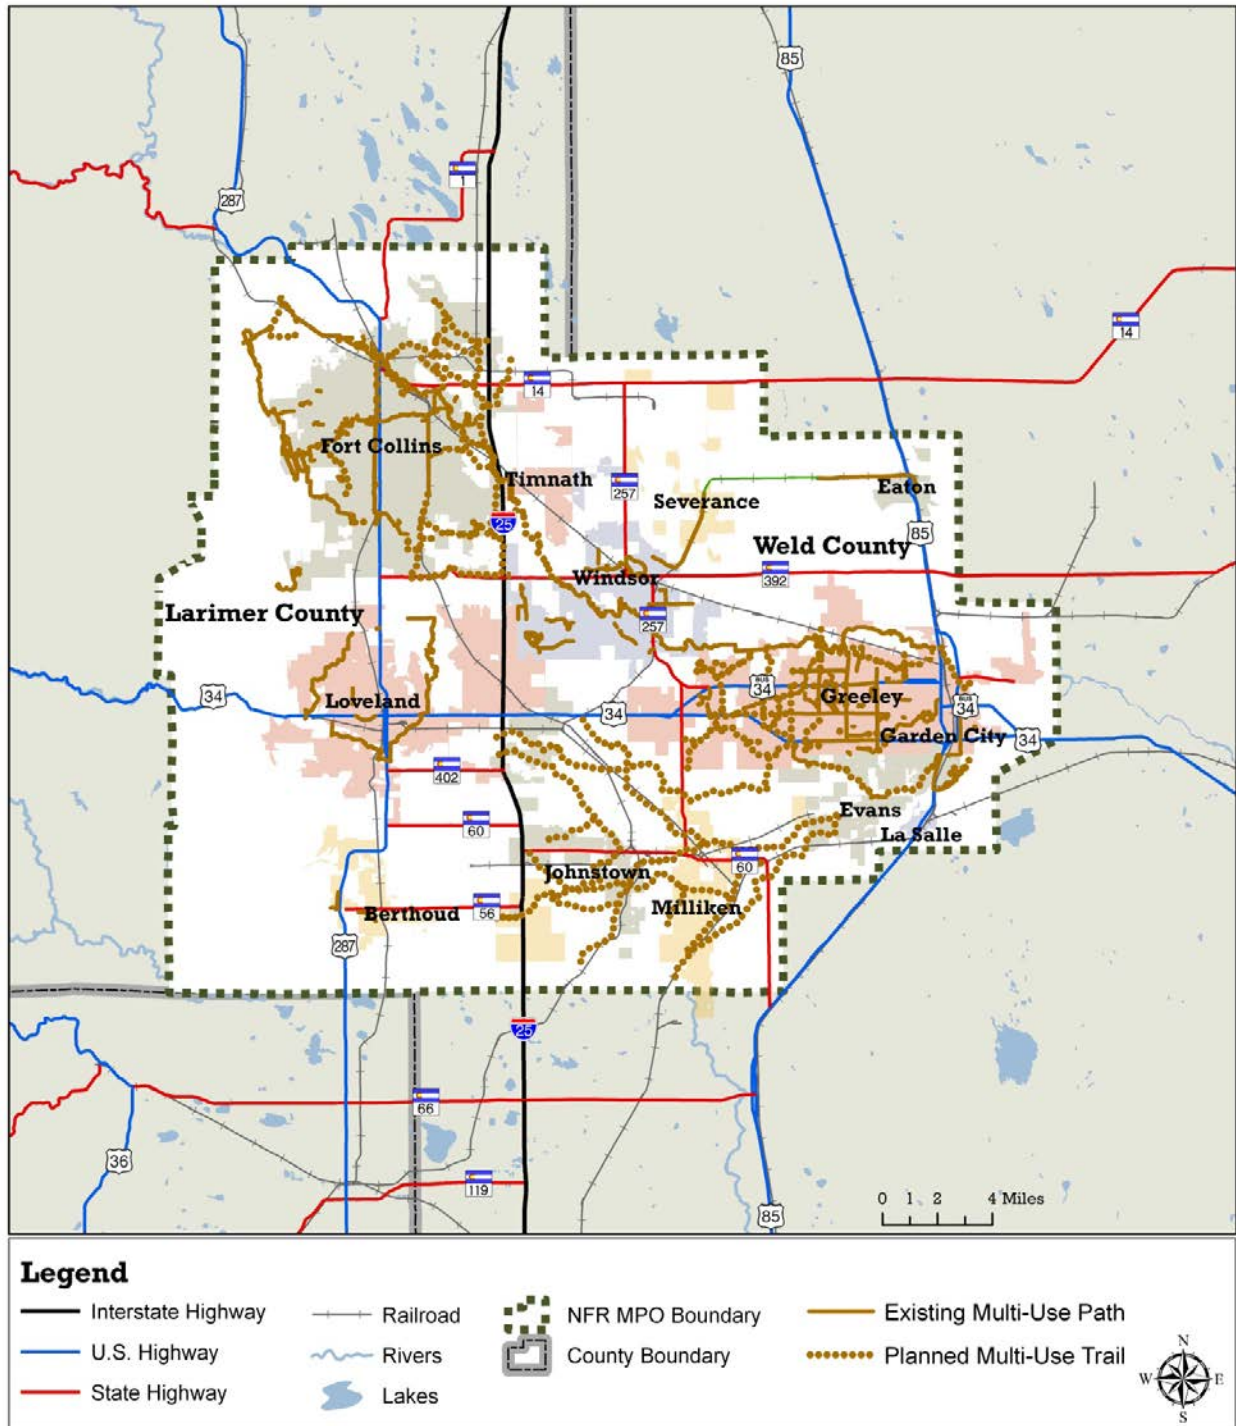 85
287
1
14
14
Fort Collins
Timnath
257
Severance
Eaton
25
85
Weld County
Windsor
392
Larimer County
257
34
Loveland
34
BUS
34
Greeley
BUS
34
Garden City
34
402
60
Evans
La Salle
Johnstown
60
Berthoud
56
Milliken
287
25
66
36
119
85
0 1 2 4 Miles
Legend
Interstate Highway
Railroad
NFR MPO Boundary
Existing Multi-Use Path
U.S. Highway
Rivers
County Boundary
Planned Multi-Use Trail
State Highway
Lakes
N
W E
S